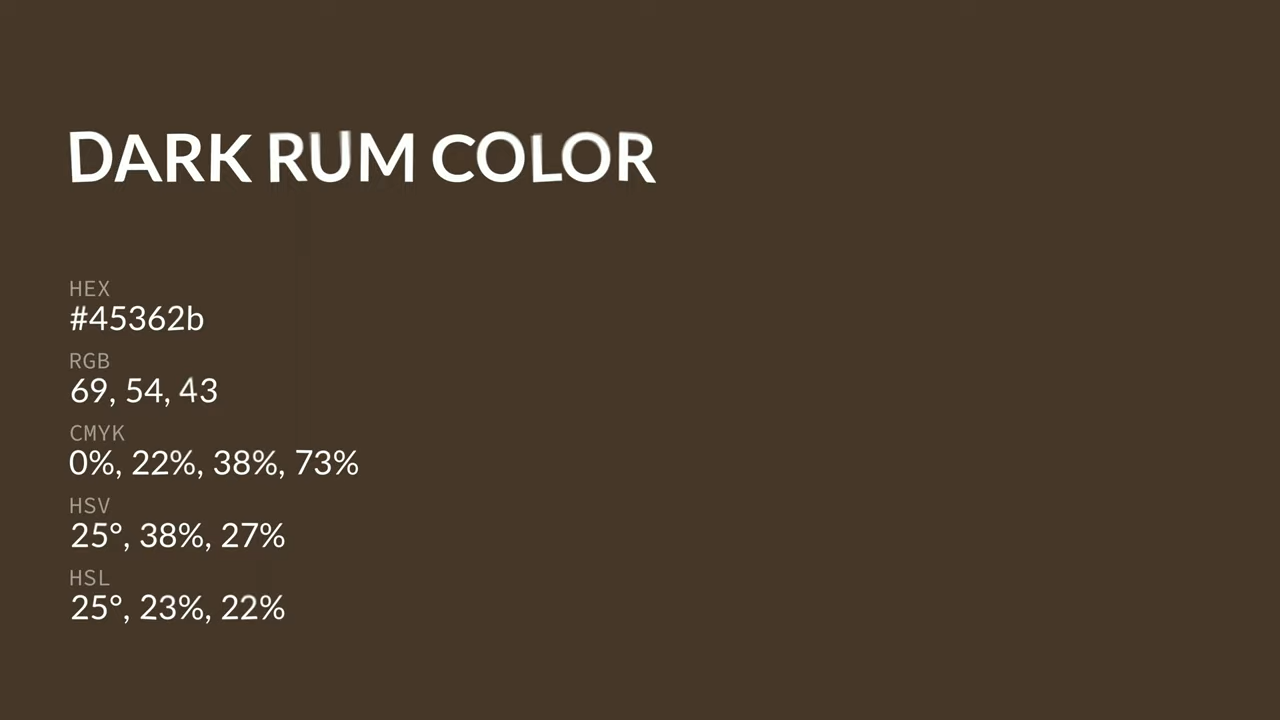 DARK RUM COLOR
HEX
#45362b
RGB
69, 54, 43
CMYK
0%, 22%, 38%, 73%
HSV
25°, 38%, 27%
HSL
25°, 23%, 22%